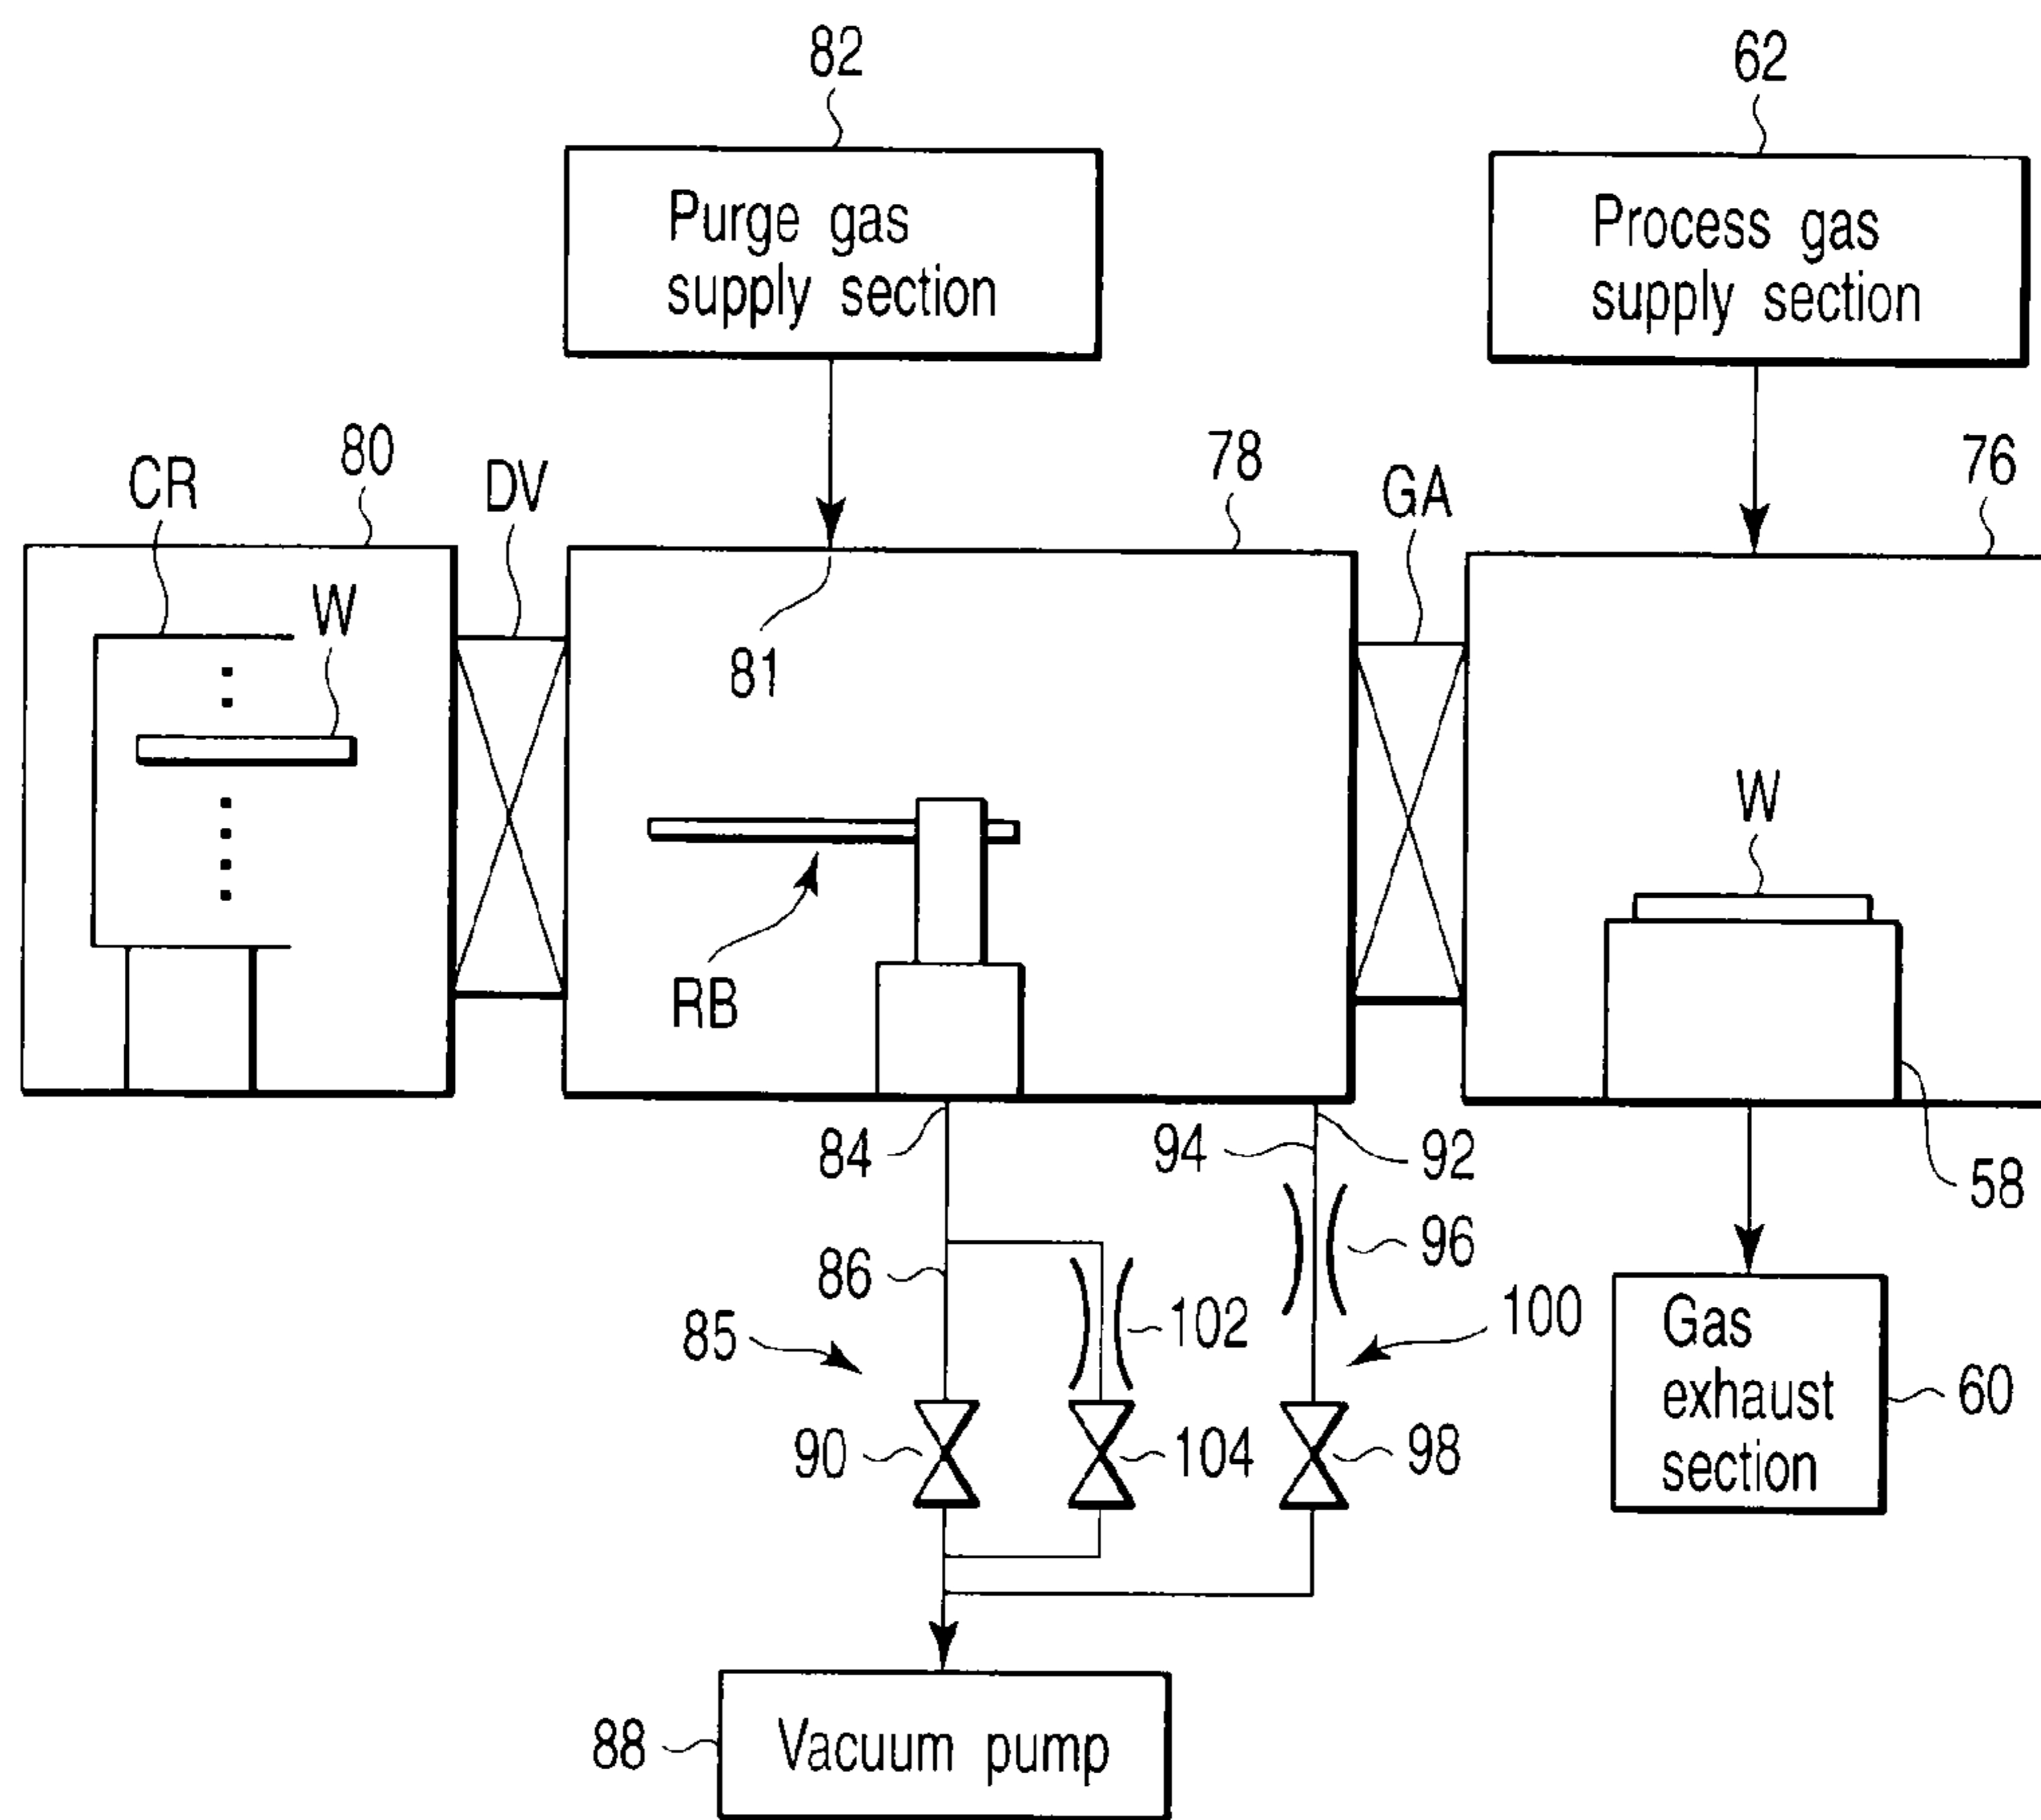 82
62
Purge gas
supply section
Process gas
supply section
CR
80
DV
78
GA
76
W
81
W
RB
84
94
92
58
86
96
85
102
100
90
104
98
Gas
exhaust
section
60
88
Vacuum pump